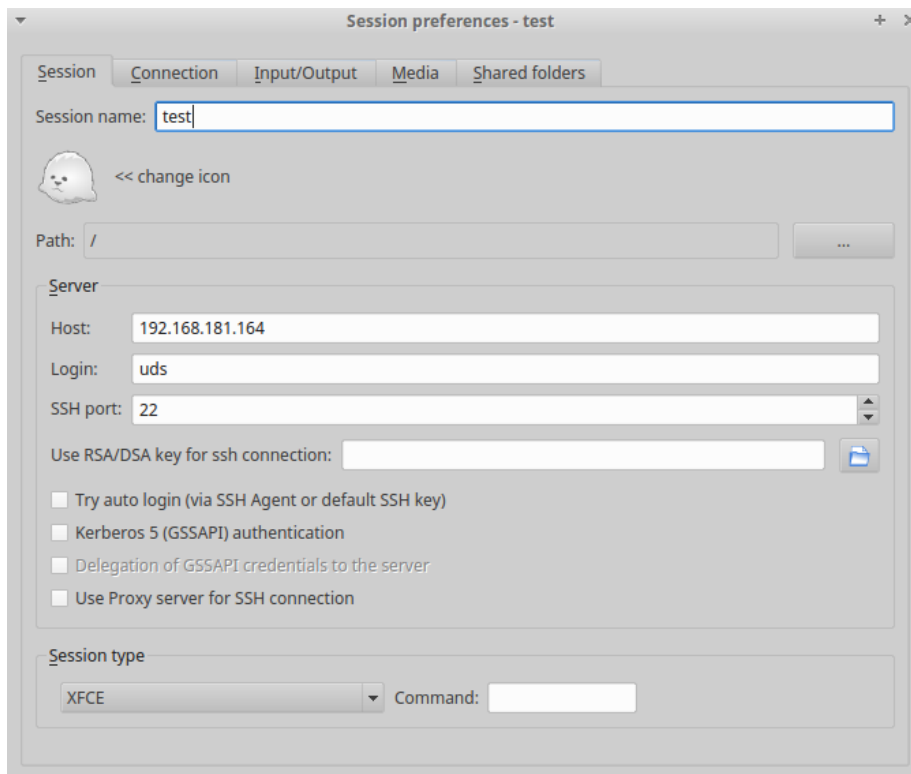 Session preferences - test
Session Connection Input/Output Media Shared folders
Session name: test
<< change icon
Path: / ...
Server
Host: 192.168.181.164
Login: uds
SSH port: 22
Use RSA/DSA key for ssh connection:
Try auto login (via SSH Agent or default SSH key)
Kerberos 5 (GSSAPI) authentication
Delegation of GSSAPI credentials to the server
Use Proxy server for SSH connection
Session type
XFCE Command: